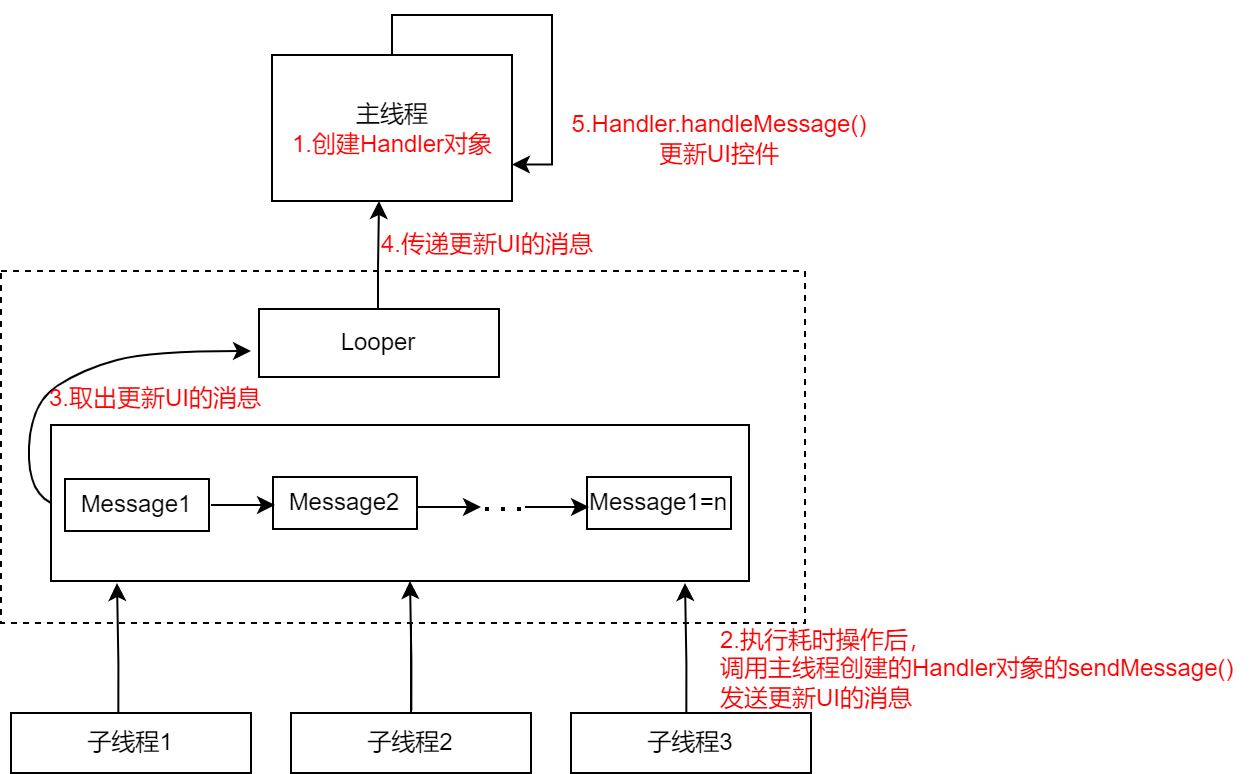 主线程
1.创建Handler对象
5.Handler.handleMessage()
更新UI控件
4.传递更新UI的消息
Looper
3.取出更新UI的消息
Message1
Message2
...
Message1=n
2.执行耗时操作后，
调用主线程创建的Handler对象的sendMessage()
发送更新UI的消息
子线程1
子线程2
子线程3